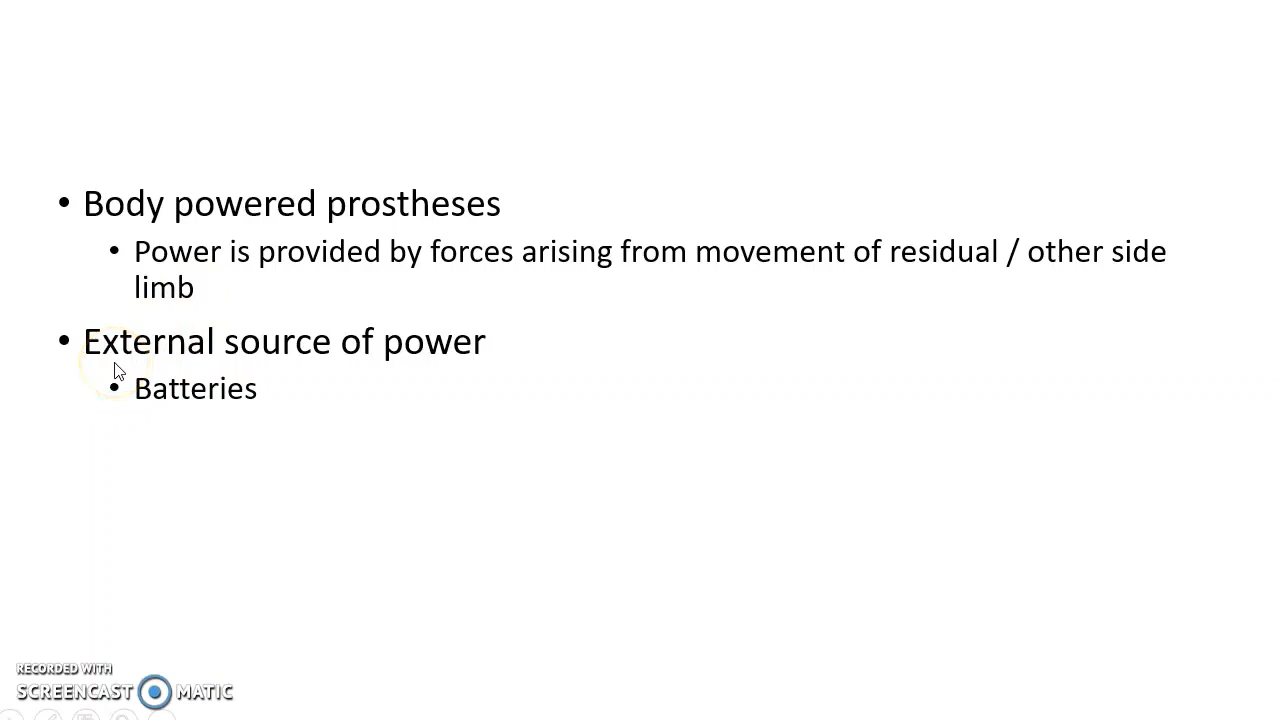 • Body powered prostheses
• Power is provided by forces arising from movement of residual / other side
limb
• External source of power
• Batteries
RECORDED WITH
SCREENCAST MATIC